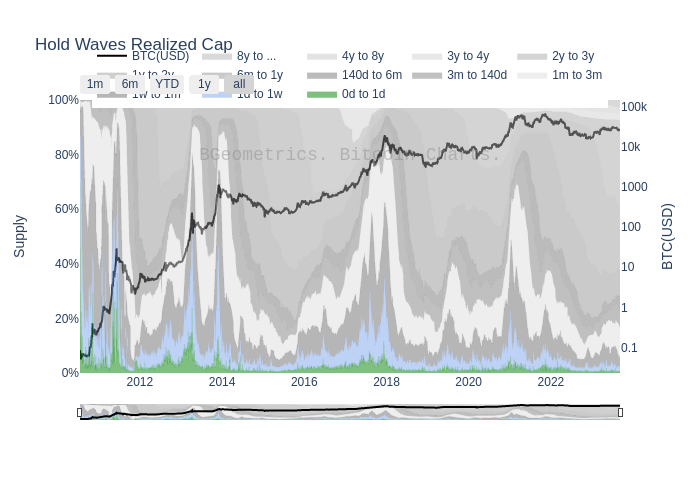 Hold Waves Realized Cap
BTC(USD) 8y to ... 4y to 8y 3y to 4y 2y to 3y
1y to 2y 6m to 1y 140d to 6m 3m to 140d 1m to 3m
1w to 1m 1d to 1w 0d to 1d
1m 6m YTD 1y all
100% 100k
80% 10k
BGeometrics. Bitcoin Charts.
60% 1000
100
40% 10
20% 1
0.1
0%
Supply
BTC(USD)
2012 2014 2016 2018 2020 2022